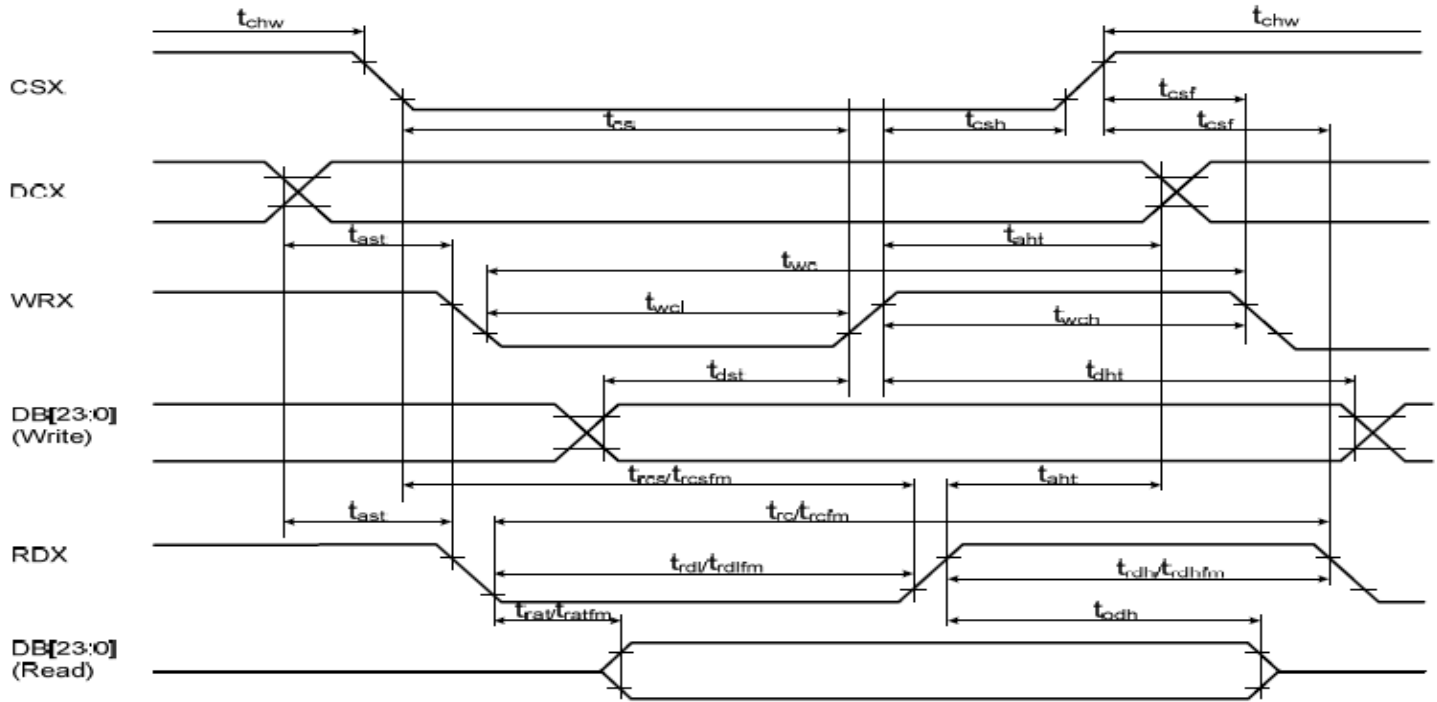 tchw
tchw
CSX
tcsf
tcs
tcsh
tcsf
DCX
tast
taht
twc
WRX
twcl
twch
tdst
tdht
DB[23:0]
(Write)
trcs/trcsfm
taht
tast
trc/trcfm
RDX
trdl/trdlfm
trdh/trdhfm
trat/tratfm
todh
DB[23:0]
(Read)